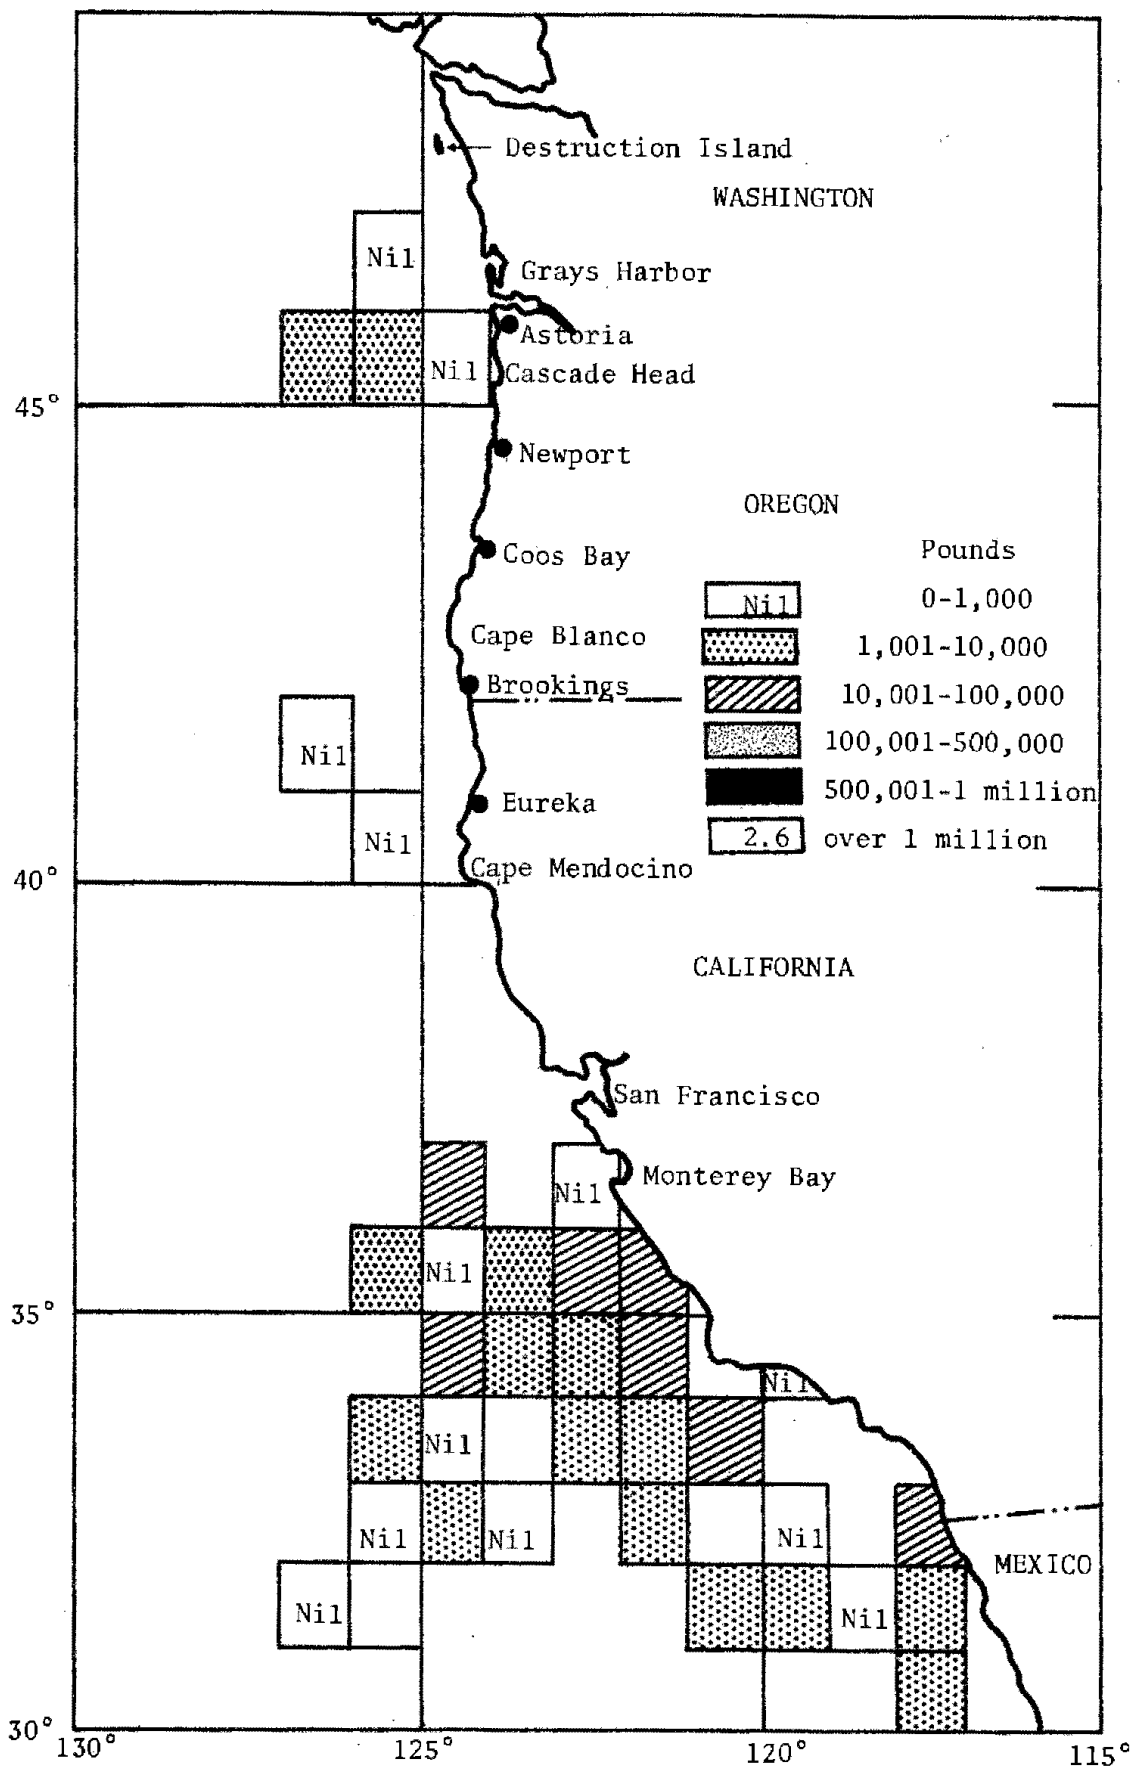 Destruction Island
WASHINGTON
Nil
Grays Harbor
Astoria
Nil
Cascade Head
45°
Newport
OREGON
Pounds
Coos Bay
Nil 0-1,000
Cape Blanco
1,001-10,000
Brookings
10,001-100,000
100,001-500,000
Nil
500,001-1 million
Eureka
2.6 over 1 million
Nil
Cape Mendocino
40°
CALIFORNIA
San Francisco
Monterey Bay
Nil
Nil
35°
Nil
Nil
Nil
Nil
Nil
MEXICO
Nil
Nil
30°
130°
125°
120°
115°